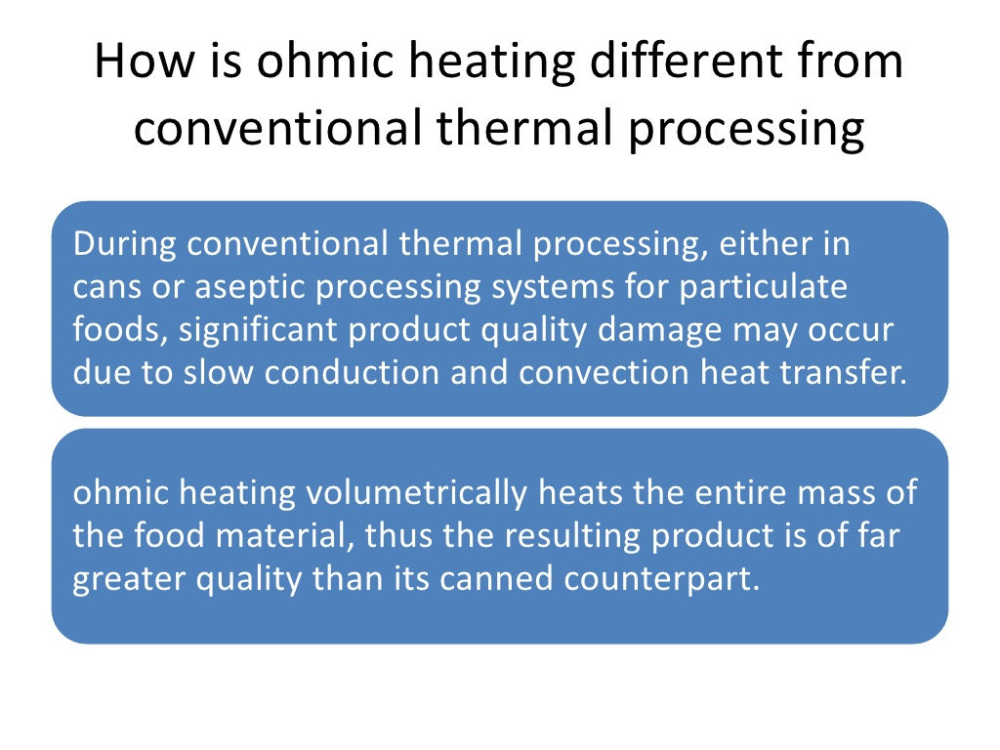 How is ohmic heating different from
conventional thermal processing
During conventional thermal processing, either in
cans or aseptic processing systems for particulate
foods, significant product quality damage may occur
due to slow conduction and convection heat transfer.
ohmic heating volumetrically heats the entire mass of
the food material, thus the resulting product is of far
greater quality than its canned counterpart.